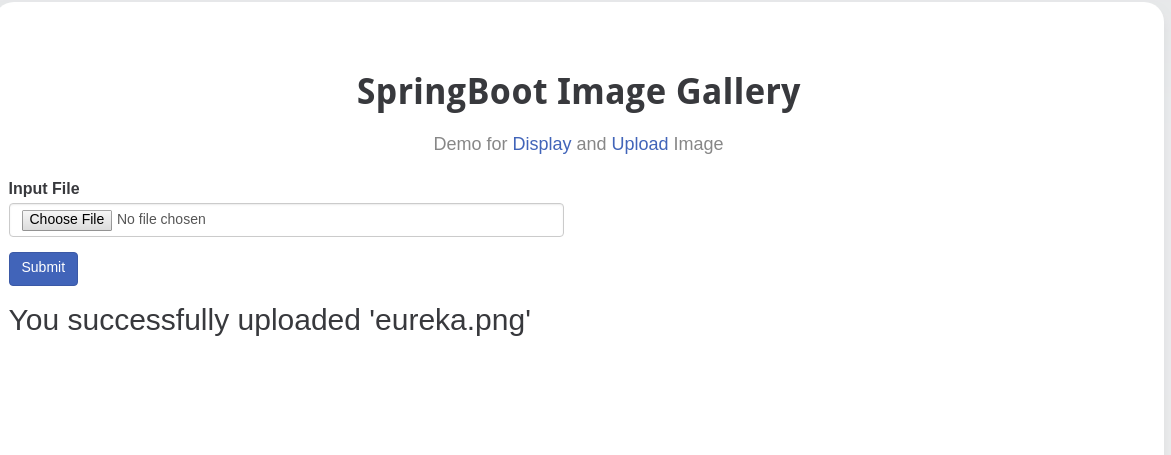 SpringBoot Image Gallery
Demo for Display and Upload Image
Input File
Choose File No file chosen
Submit
You successfully uploaded 'eureka.png'